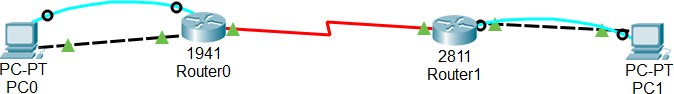 PC-PT
PC0
1941
Router0
2811
Router1
PC-PT
PC1